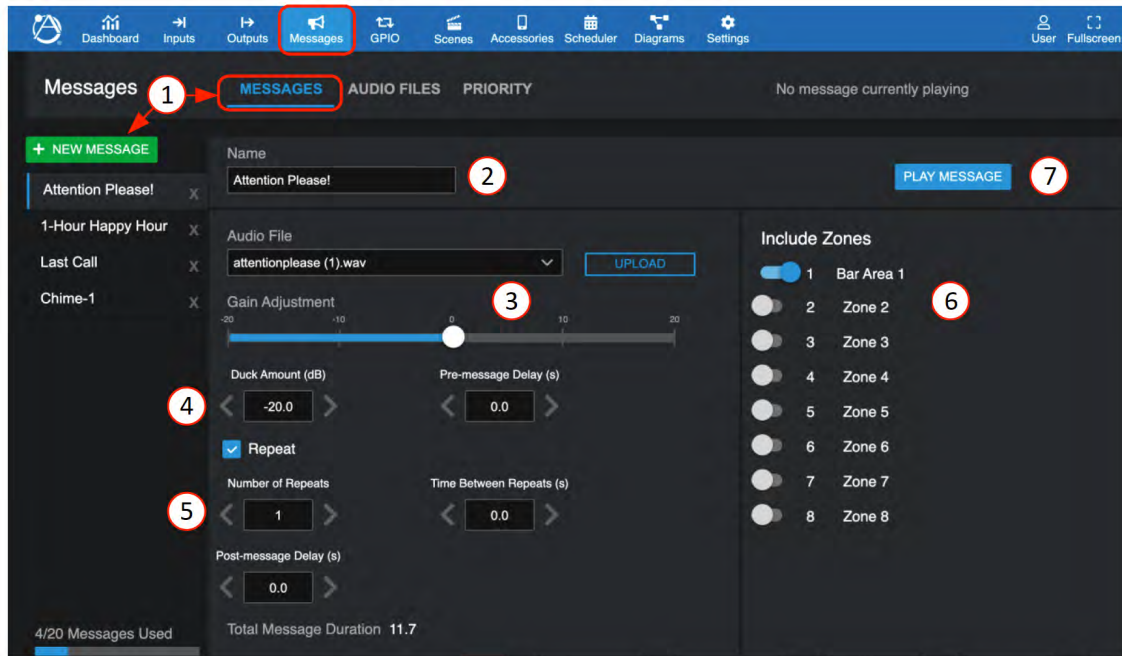 Dashboard Inputs Outputs Messages GPIO Scenes Accessories Scheduler Diagrams Settings User Fullscreen
Messages 1 MESSAGES AUDIO FILES PRIORITY No message currently playing
+ NEW MESSAGE
Name
Attention Please! 2 PLAY MESSAGE 7
Attention Please! X
1-Hour Happy Hour X
Last Call X
Chime-1 X
Audio File
attentionplease (1).wav UPLOAD
Gain Adjustment 3
-20 -10 0 10 20
Duck Amount (dB) Pre-message Delay (s)
4 -20.0 0.0
Repeat
Number of Repeats Time Between Repeats (s)
5 1 0.0
Post-message Delay (s)
0.0
Total Message Duration 11.7
Include Zones
1 Bar Area 1
2 Zone 2 6
3 Zone 3
4 Zone 4
5 Zone 5
6 Zone 6
7 Zone 7
8 Zone 8
4/20 Messages Used